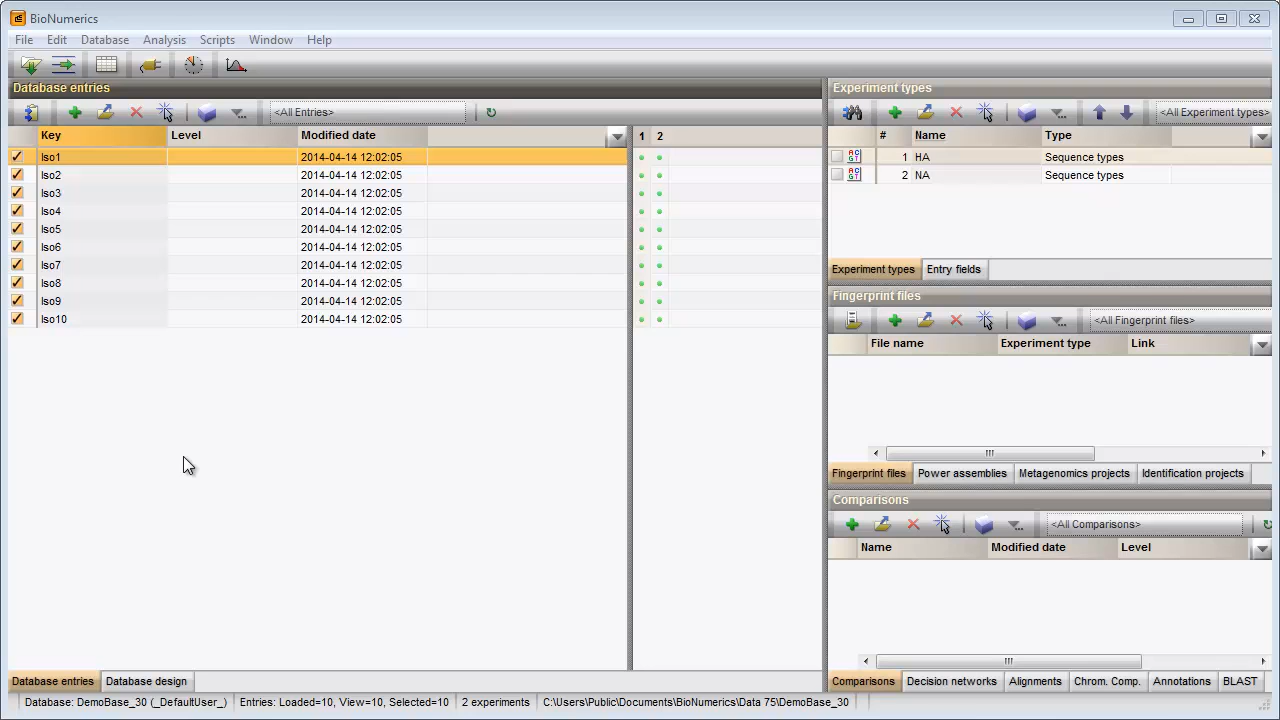 BioNumerics
File Edit Database Analysis Scripts Window Help
Database entries
<All Entries>
Key Level Modified date 1 2
Iso1 2014-04-14 12:02:05
Iso2 2014-04-14 12:02:05
Iso3 2014-04-14 12:02:05
Iso4 2014-04-14 12:02:05
Iso5 2014-04-14 12:02:05
Iso6 2014-04-14 12:02:05
Iso7 2014-04-14 12:02:05
Iso8 2014-04-14 12:02:05
Iso9 2014-04-14 12:02:05
Iso10 2014-04-14 12:02:05
Database entries Database design
Experiment types
<All Experiment types>
# Name Type
1 HA Sequence types
2 NA Sequence types
Experiment types Entry fields
Fingerprint files
<All Fingerprint files>
File name Experiment type Link
Fingerprint files Power assemblies Metagenomics projects Identification projects
Comparisons
<All Comparisons>
Name Modified date Level
Comparisons Decision networks Alignments Chrom. Comp. Annotations BLAST
Database: DemoBase_30 (_DefaultUser_) Entries: Loaded=10, View=10, Selected=10 2 experiments C:\Users\Public\Documents\BioNumerics\Data 75\DemoBase_30